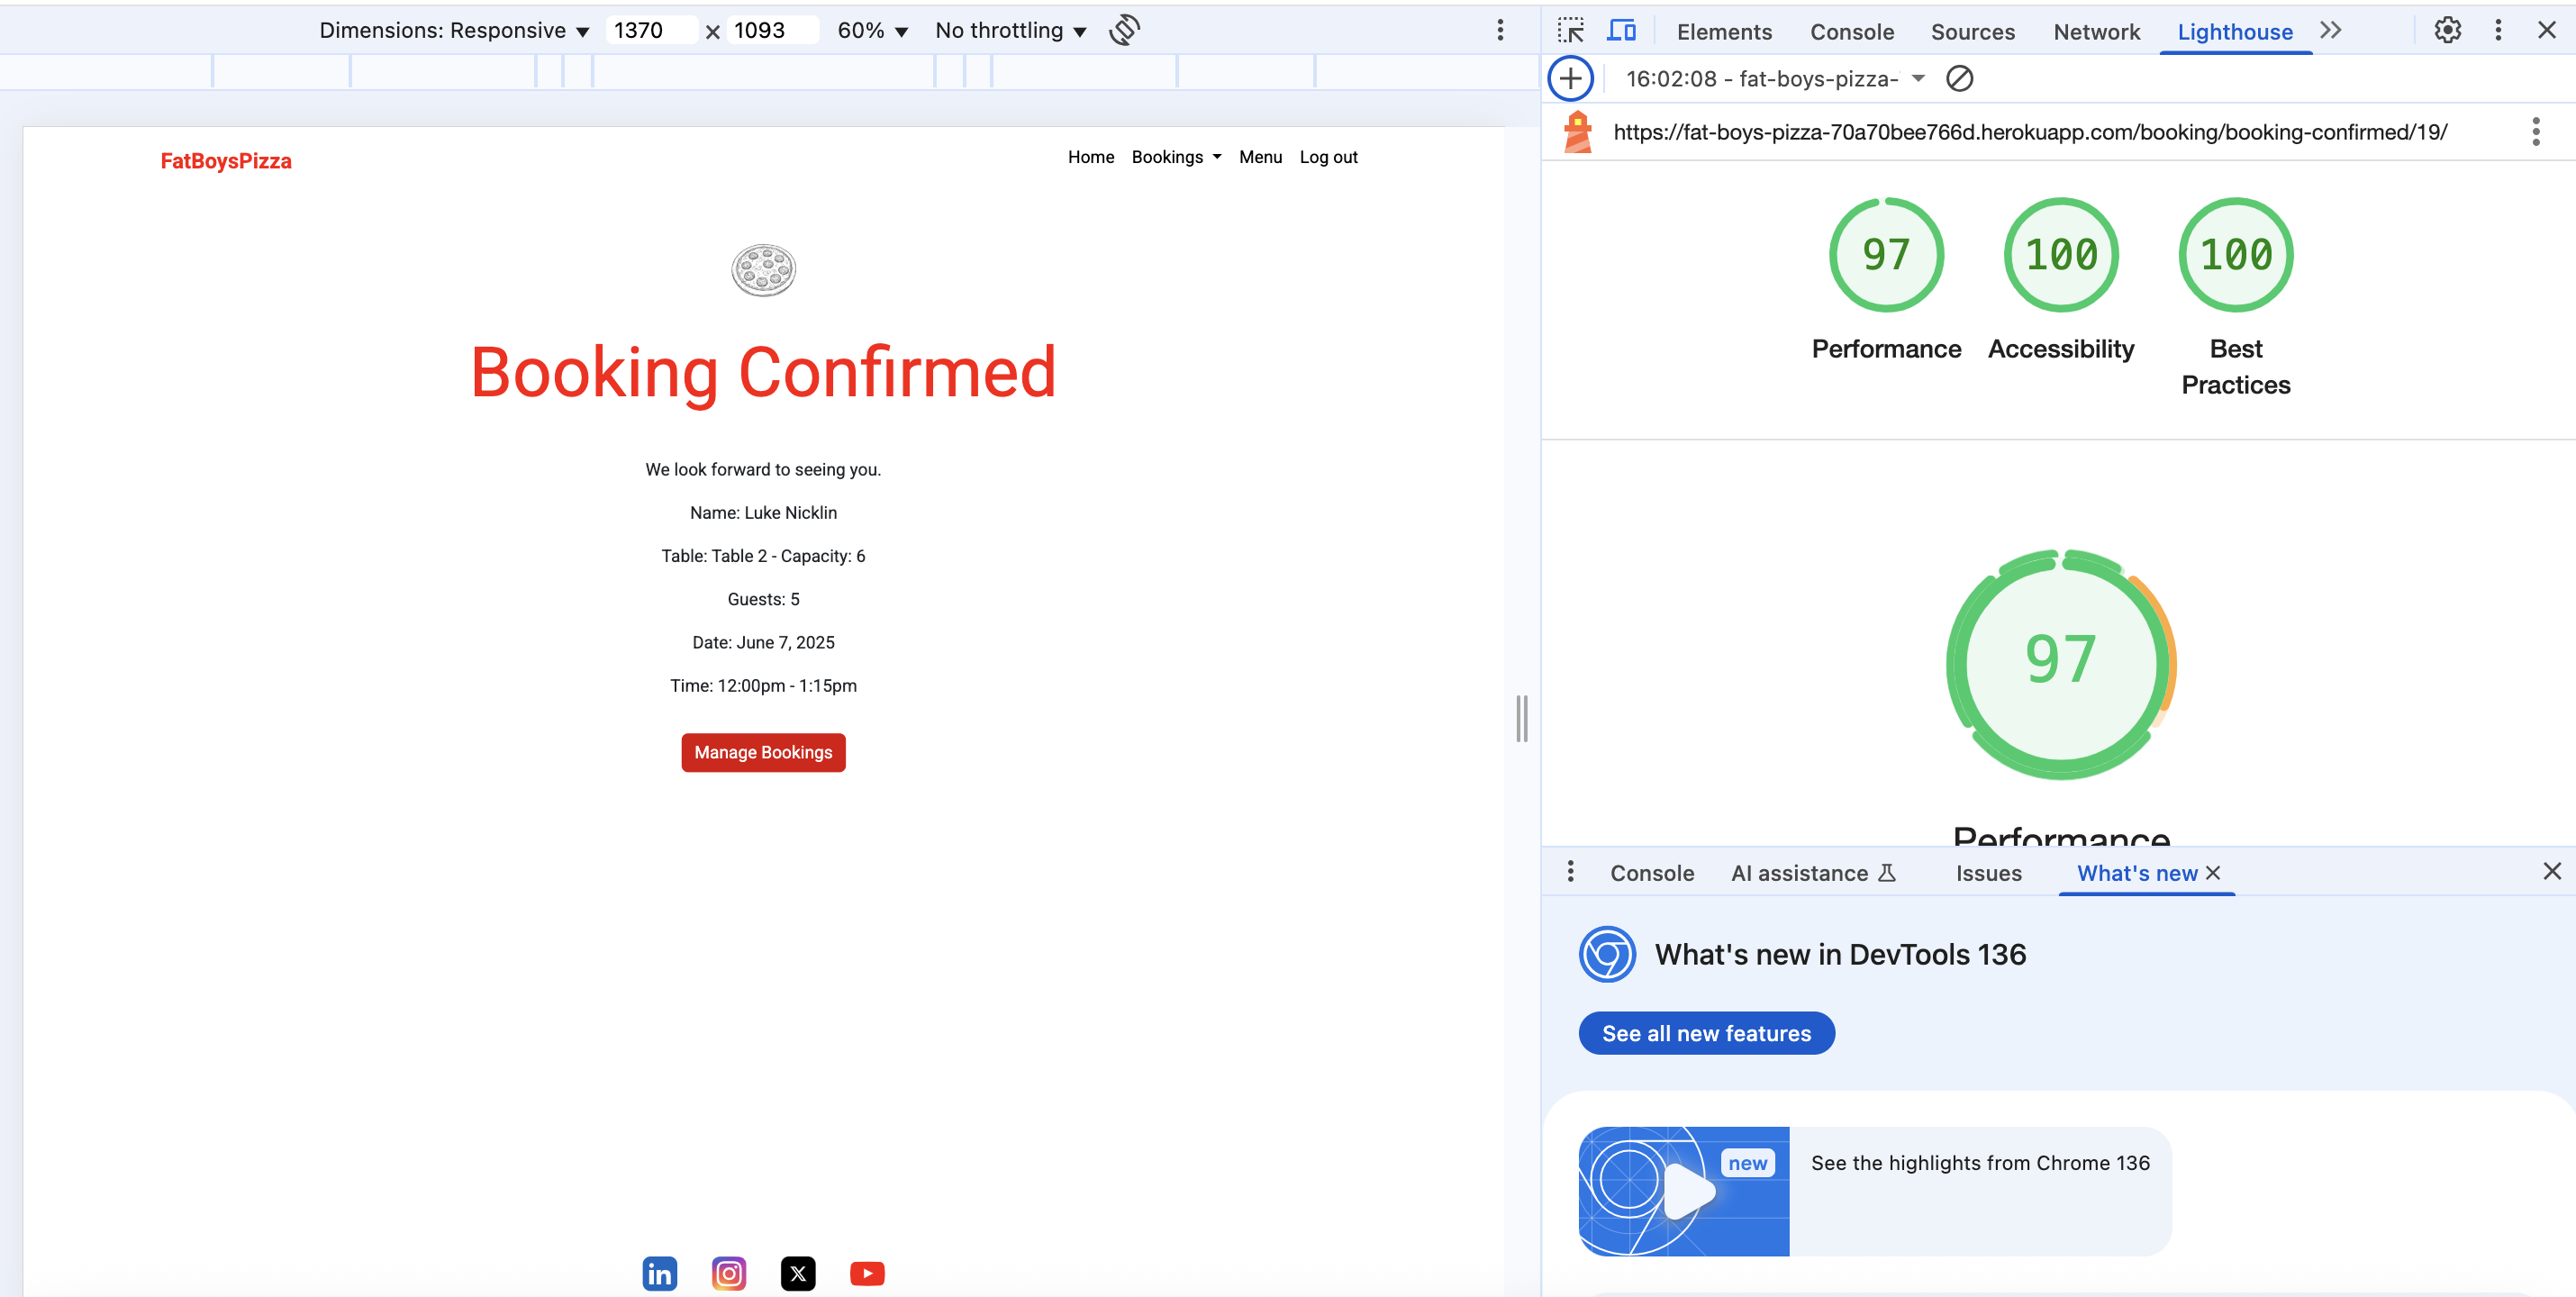 Dimensions: Responsive 1370 × 1093 60% No throttling
Elements Console Sources Network Lighthouse
16:02:08 - fat-boys-pizza-
https://fat-boys-pizza-70a70bee766d.herokuapp.com/booking/booking-confirmed/19/
FatBoysPizza
Home Bookings Menu Log out
Booking Confirmed
We look forward to seeing you.
Name: Luke Nicklin
Table: Table 2 - Capacity: 6
Guests: 5
Date: June 7, 2025
Time: 12:00pm - 1:15pm
Manage Bookings
in
X
97 100 100
Performance Accessibility Best
Practices
97
Performance
Console AI assistance Issues What's new
What's new in DevTools 136
See all new features
new
See the highlights from Chrome 136